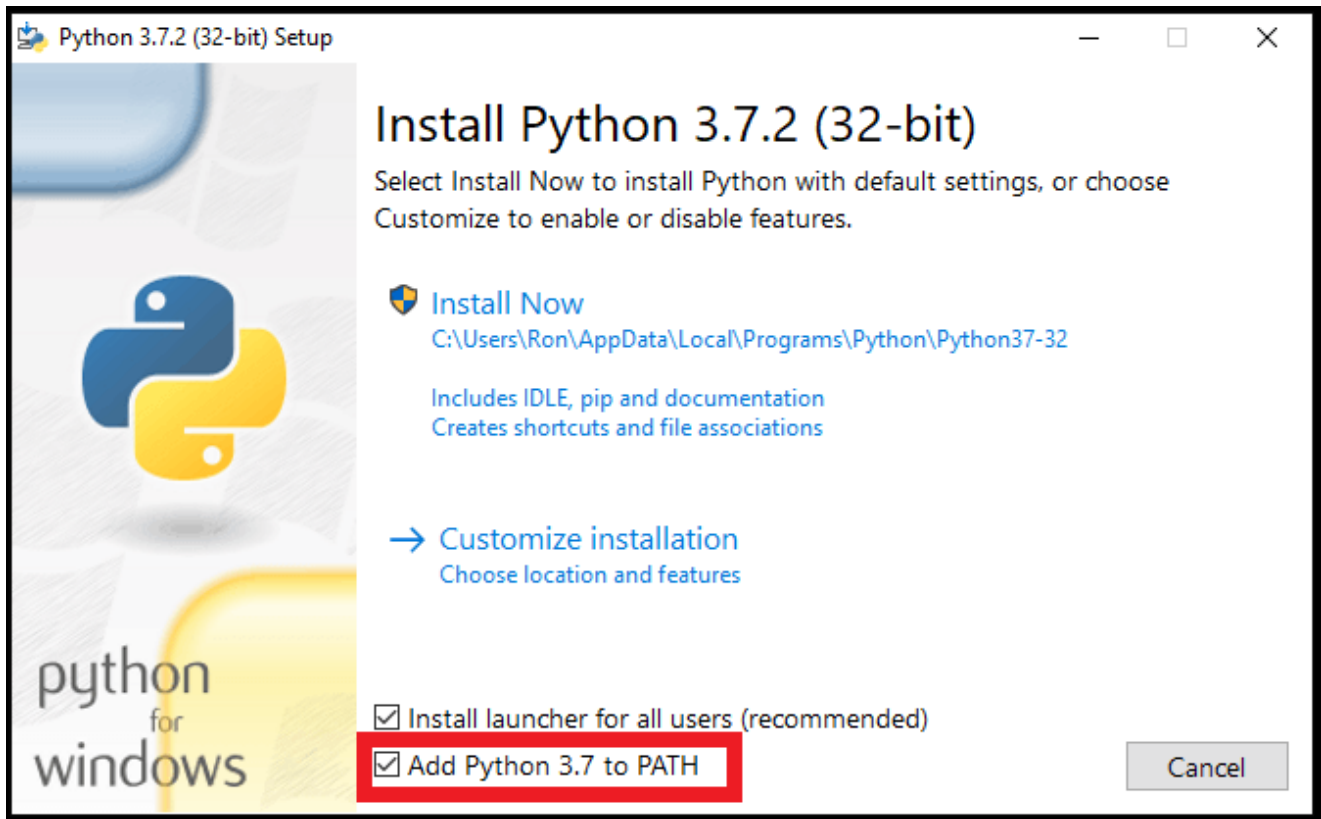 Python 3.7.2 (32-bit) Setup
Install Python 3.7.2 (32-bit)
Select Install Now to install Python with default settings, or choose
Customize to enable or disable features.
Install Now
C:\Users\Ron\AppData\Local\Programs\Python\Python37-32
Includes IDLE, pip and documentation
Creates shortcuts and file associations
Customize installation
Choose location and features
python
for
windows
Install launcher for all users (recommended)
Add Python 3.7 to PATH
Cancel